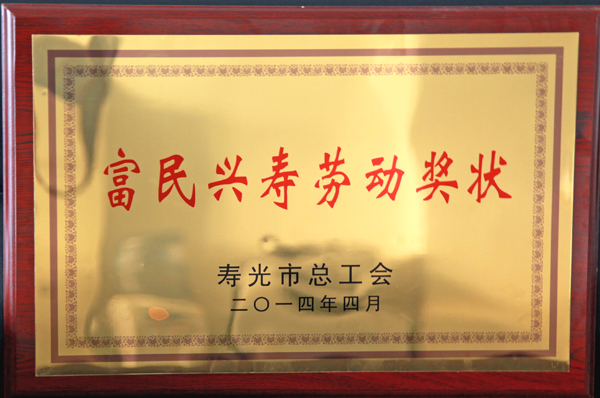 富民兴寿劳动奖状
寿光市总工会
二〇一四年四月